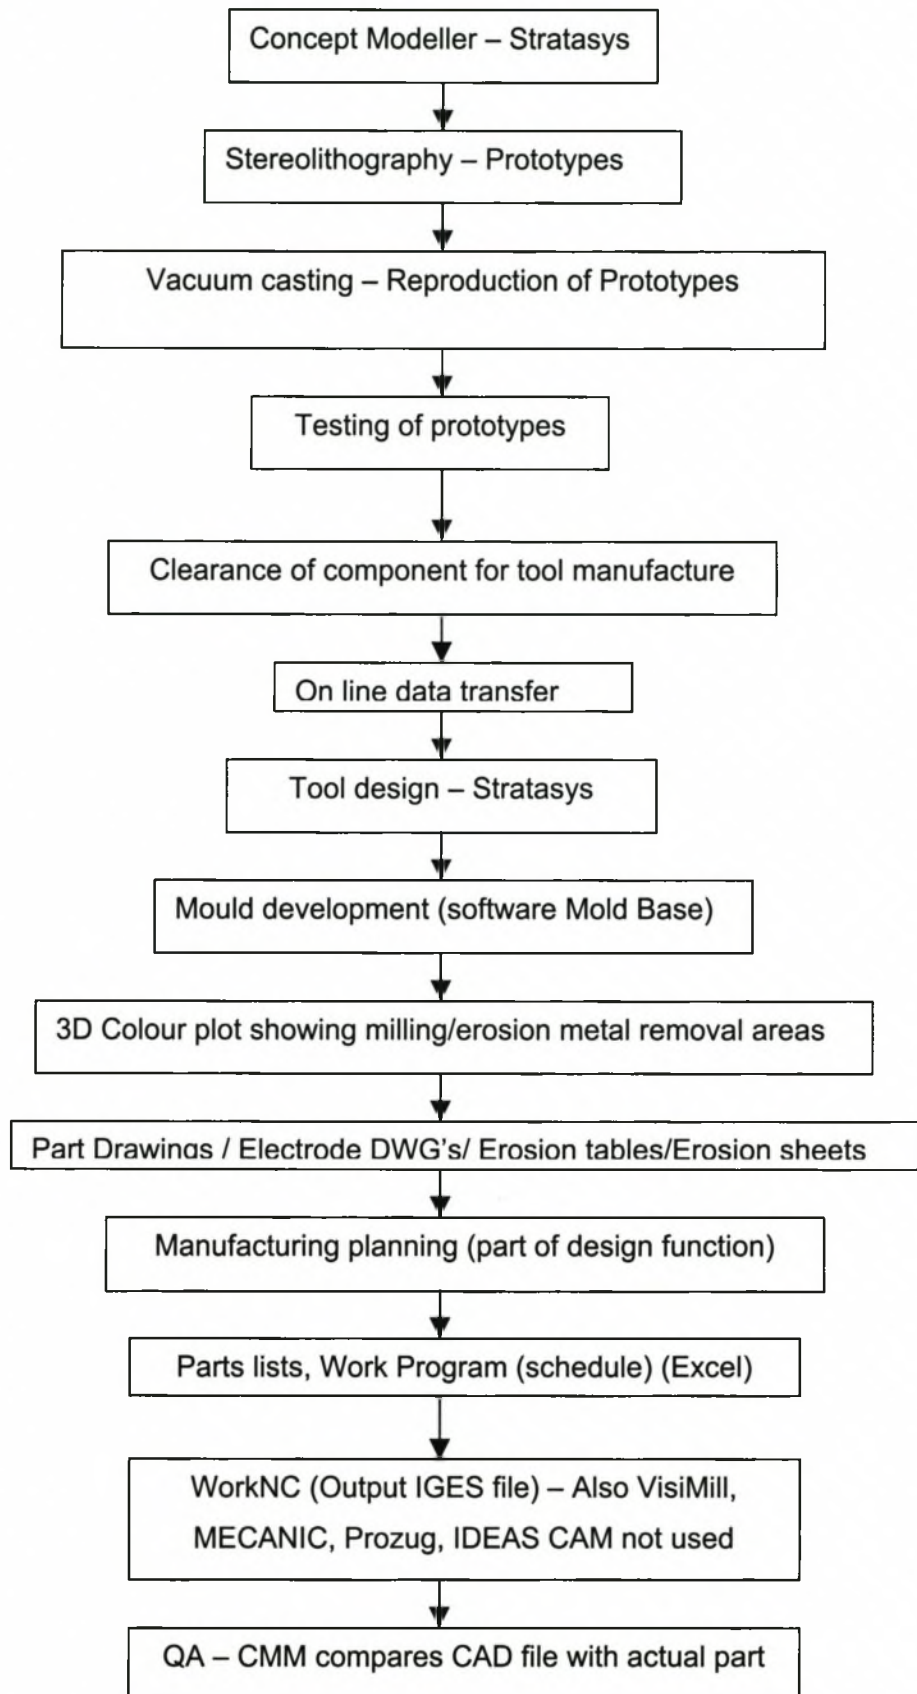 Concept Modeller – Stratasys
Stereolithography – Prototypes
Vacuum casting – Reproduction of Prototypes
Testing of prototypes
Clearance of component for tool manufacture
On line data transfer
Tool design – Stratasys
Mould development (software Mold Base)
3D Colour plot showing milling/erosion metal removal areas
Part Drawings / Electrode DWG's/ Erosion tables/Erosion sheets
Manufacturing planning (part of design function)
Parts lists, Work Program (schedule) (Excel)
WorkNC (Output IGES file) – Also VisiMill,
MECANIC, Prozug, IDEAS CAM not used
QA – CMM compares CAD file with actual part